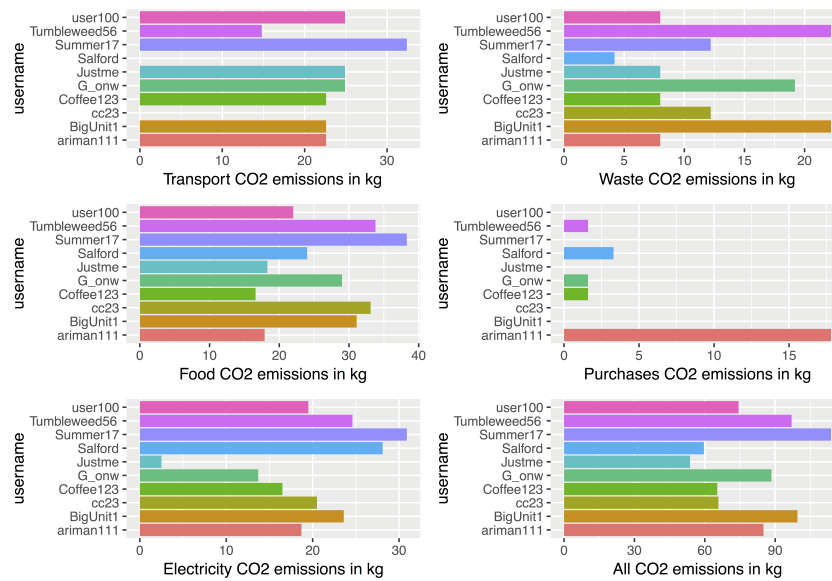 username
user100
Tumbleweed56
Summer17
Salford
Justme
G_onw
Coffee123
cc23
BigUnit1
ariman111
0 10 20 30
Transport CO2 emissions in kg
username
user100
Tumbleweed56
Summer17
Salford
Justme
G_onw
Coffee123
cc23
BigUnit1
ariman111
0 5 10 15 20
Waste CO2 emissions in kg
username
user100
Tumbleweed56
Summer17
Salford
Justme
G_onw
Coffee123
cc23
BigUnit1
ariman111
0 10 20 30 40
Food CO2 emissions in kg
username
user100
Tumbleweed56
Summer17
Salford
Justme
G_onw
Coffee123
cc23
BigUnit1
ariman111
0 5 10 15
Purchases CO2 emissions in kg
username
user100
Tumbleweed56
Summer17
Salford
Justme
G_onw
Coffee123
cc23
BigUnit1
ariman111
0 10 20 30
Electricity CO2 emissions in kg
username
user100
Tumbleweed56
Summer17
Salford
Justme
G_onw
Coffee123
cc23
BigUnit1
ariman111
0 30 60 90
All CO2 emissions in kg